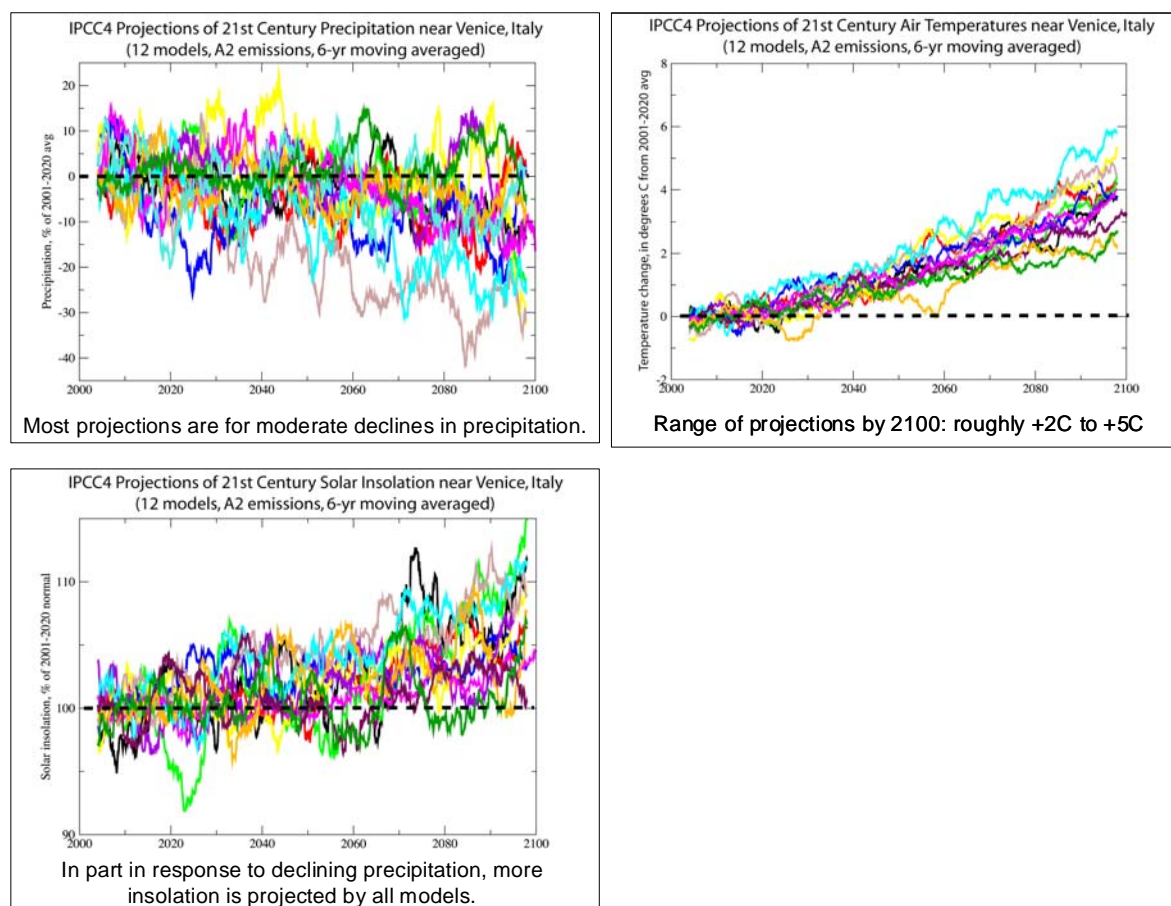 IPCC4 Projections of 21st Century Precipitation near Venice, Italy
(12 models, A2 emissions, 6-yr moving averaged)
Precipitation, % of 2001-2020 avg
20
10
0
-10
-20
-30
-40
2000
2020
2040
2060
2080
2100
Most projections are for moderate declines in precipitation.
IPCC4 Projections of 21st Century Air Temperatures near Venice, Italy
(12 models, A2 emissions, 6-yr moving averaged)
Temperature change, in degrees C from 2001-2020 avg
8
6
4
2
0
-2
2000
2020
2040
2060
2080
2100
Range of projections by 2100: roughly +2C to +5C
IPCC4 Projections of 21st Century Solar Insolation near Venice, Italy
(12 models, A2 emissions, 6-yr moving averaged)
Solar insolation, % of 2001-2020 normal
110
100
90
2000
2020
2040
2060
2080
2100
In part in response to declining precipitation, more
insolation is projected by all models.